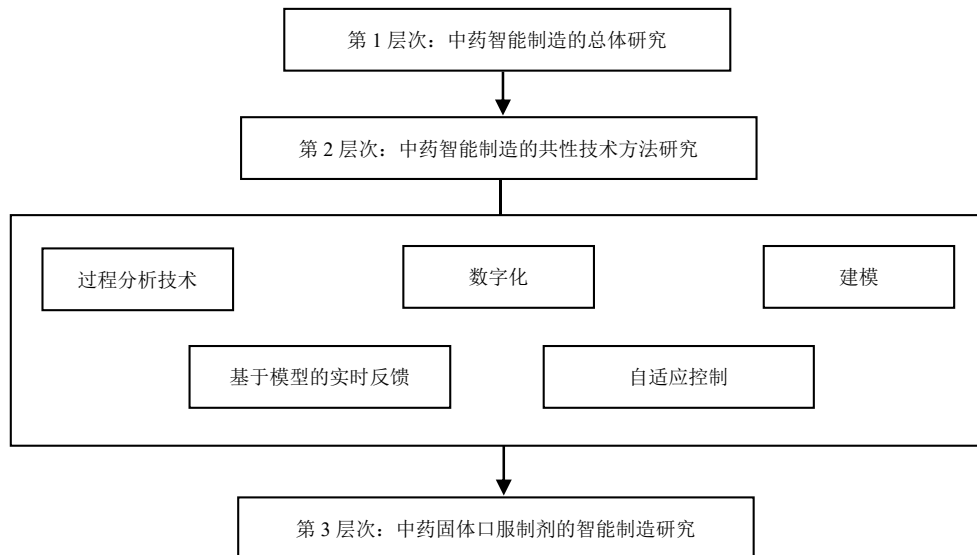 第 1 层次：中药智能制造的总体研究
第 2 层次：中药智能制造的共性技术方法研究
过程分析技术
数字化
建模
基于模型的实时反馈
自适应控制
第 3 层次：中药固体口服制剂的智能制造研究